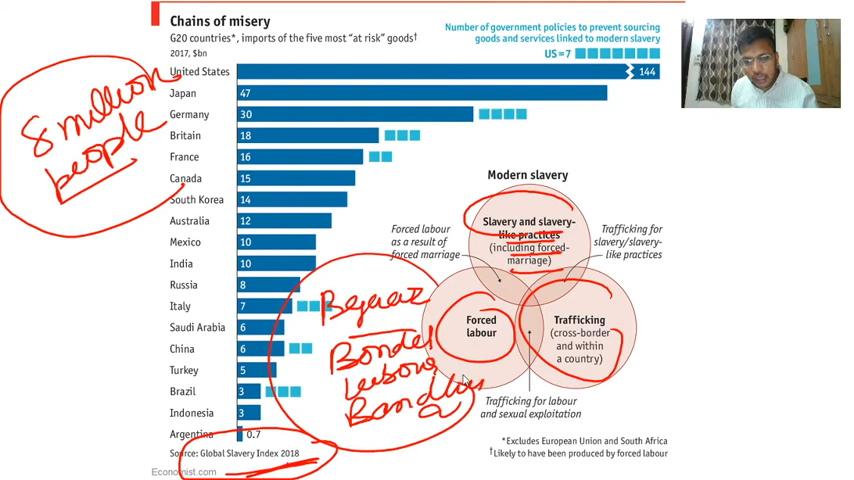 Chains of misery
G20 countries*, imports of the five most "at risk" goods†
2017, $bn
Number of government policies to prevent sourcing
goods and services linked to modern slavery
US=7
United States 144
Japan 47
Germany 30
Britain 18
France 16
Canada 15
South Korea 14
Australia 12
Mexico 10
India 10
Russia 8
Italy 7
Saudi Arabia 6
China 6
Turkey 5
Brazil 3
Indonesia 3
Argentina 0.7
Source: Global Slavery Index 2018
Economist.com
8 million
people
Modern slavery
Slavery and slavery-
like practices
(including forced-
marriage)
Forced labour
as a result of
forced marriage
Trafficking for
slavery/slavery-
like practices
Forced
labour
Trafficking
(cross-border
and within
a country)
Trafficking for labour
and sexual exploitation
Bonded
labour
*Excludes European Union and South Africa
†Likely to have been produced by forced labour